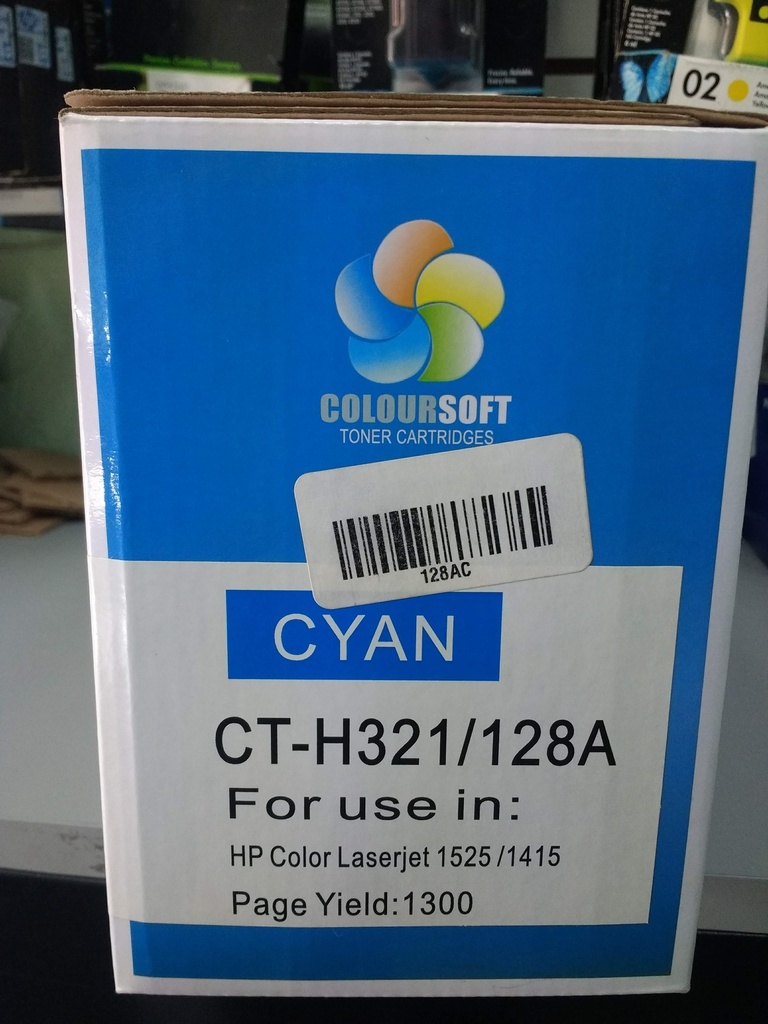 02
COLOURSOFT
TONER CARTRIDGES
128AC
CYAN
CT-H321/128A
For use in:
HP Color Laserjet 1525 /1415
Page Yield:1300